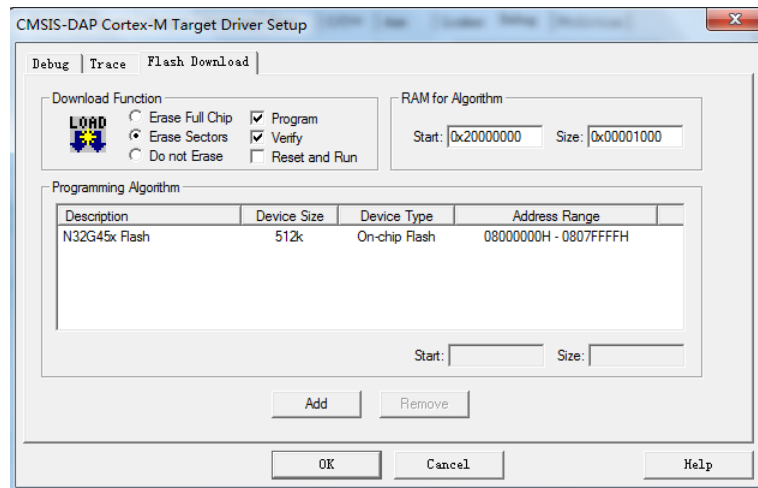 CMSIS-DAP Cortex-M Target Driver Setup
Debug Trace Flash Download
Download Function
LOAD
Erase Full Chip
Erase Sectors
Do not Erase
Program
Verify
Reset and Run
RAM for Algorithm
Start: 0x20000000 Size: 0x00001000
Programming Algorithm
Description Device Size Device Type Address Range
N32G45x Flash 512k On-chip Flash 08000000H - 0807FFFFH
Start: Size:
Add Remove
OK Cancel Help